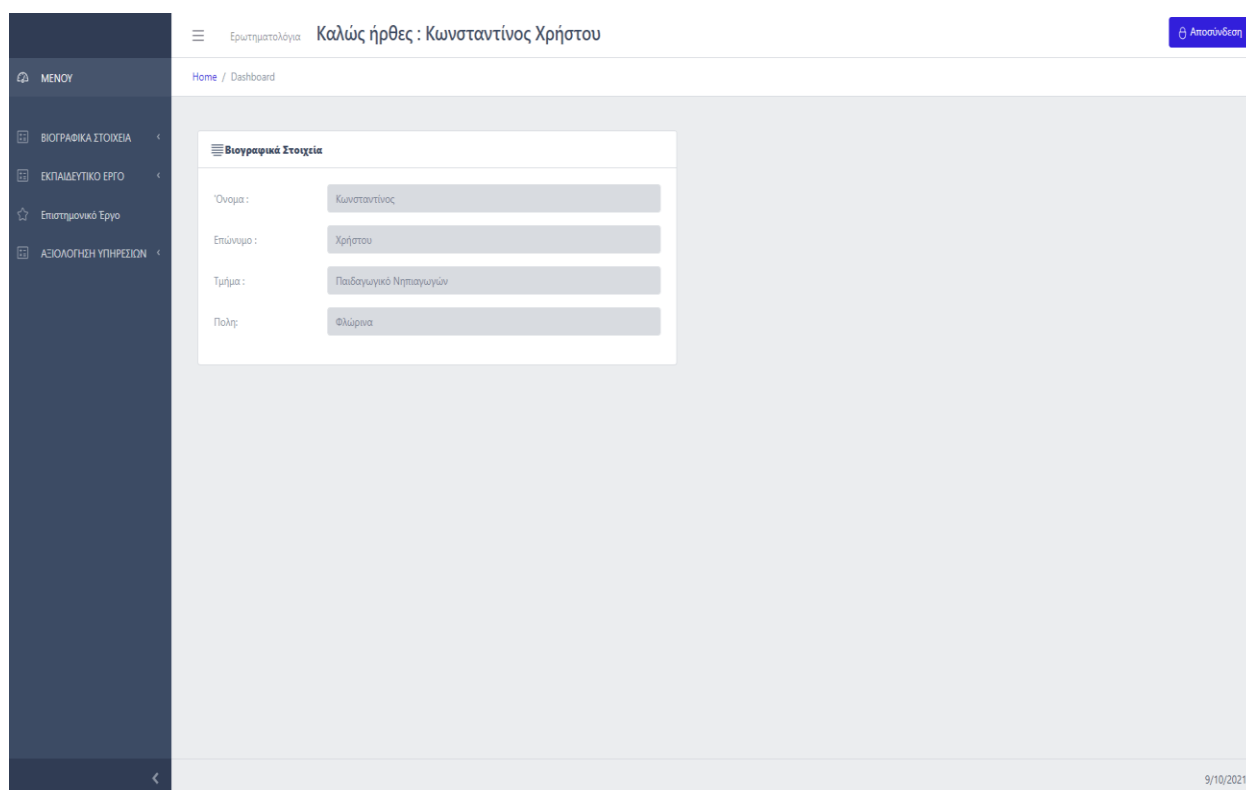 Ερωτηματολόγια Καλώς ήρθες : Κωνσταντίνος Χρήστου
Αποσύνδεση
ΜΕΝΟΥ
Home / Dashboard
ΒΙΟΓΡΑΦΙΚΑ ΣΤΟΙΧΕΙΑ
ΕΚΠΑΙΔΕΥΤΙΚΟ ΕΡΓΟ
Επιστημονικό Έργο
ΑΞΙΟΛΟΓΗΣΗ ΥΠΗΡΕΣΙΩΝ
Βιογραφικά Στοιχεία
Όνομα : Κωνσταντίνος
Επώνυμο : Χρήστου
Τμήμα : Παιδαγωγικό Νηπιαγωγών
Πολη: Φλώρινα
9/10/2021